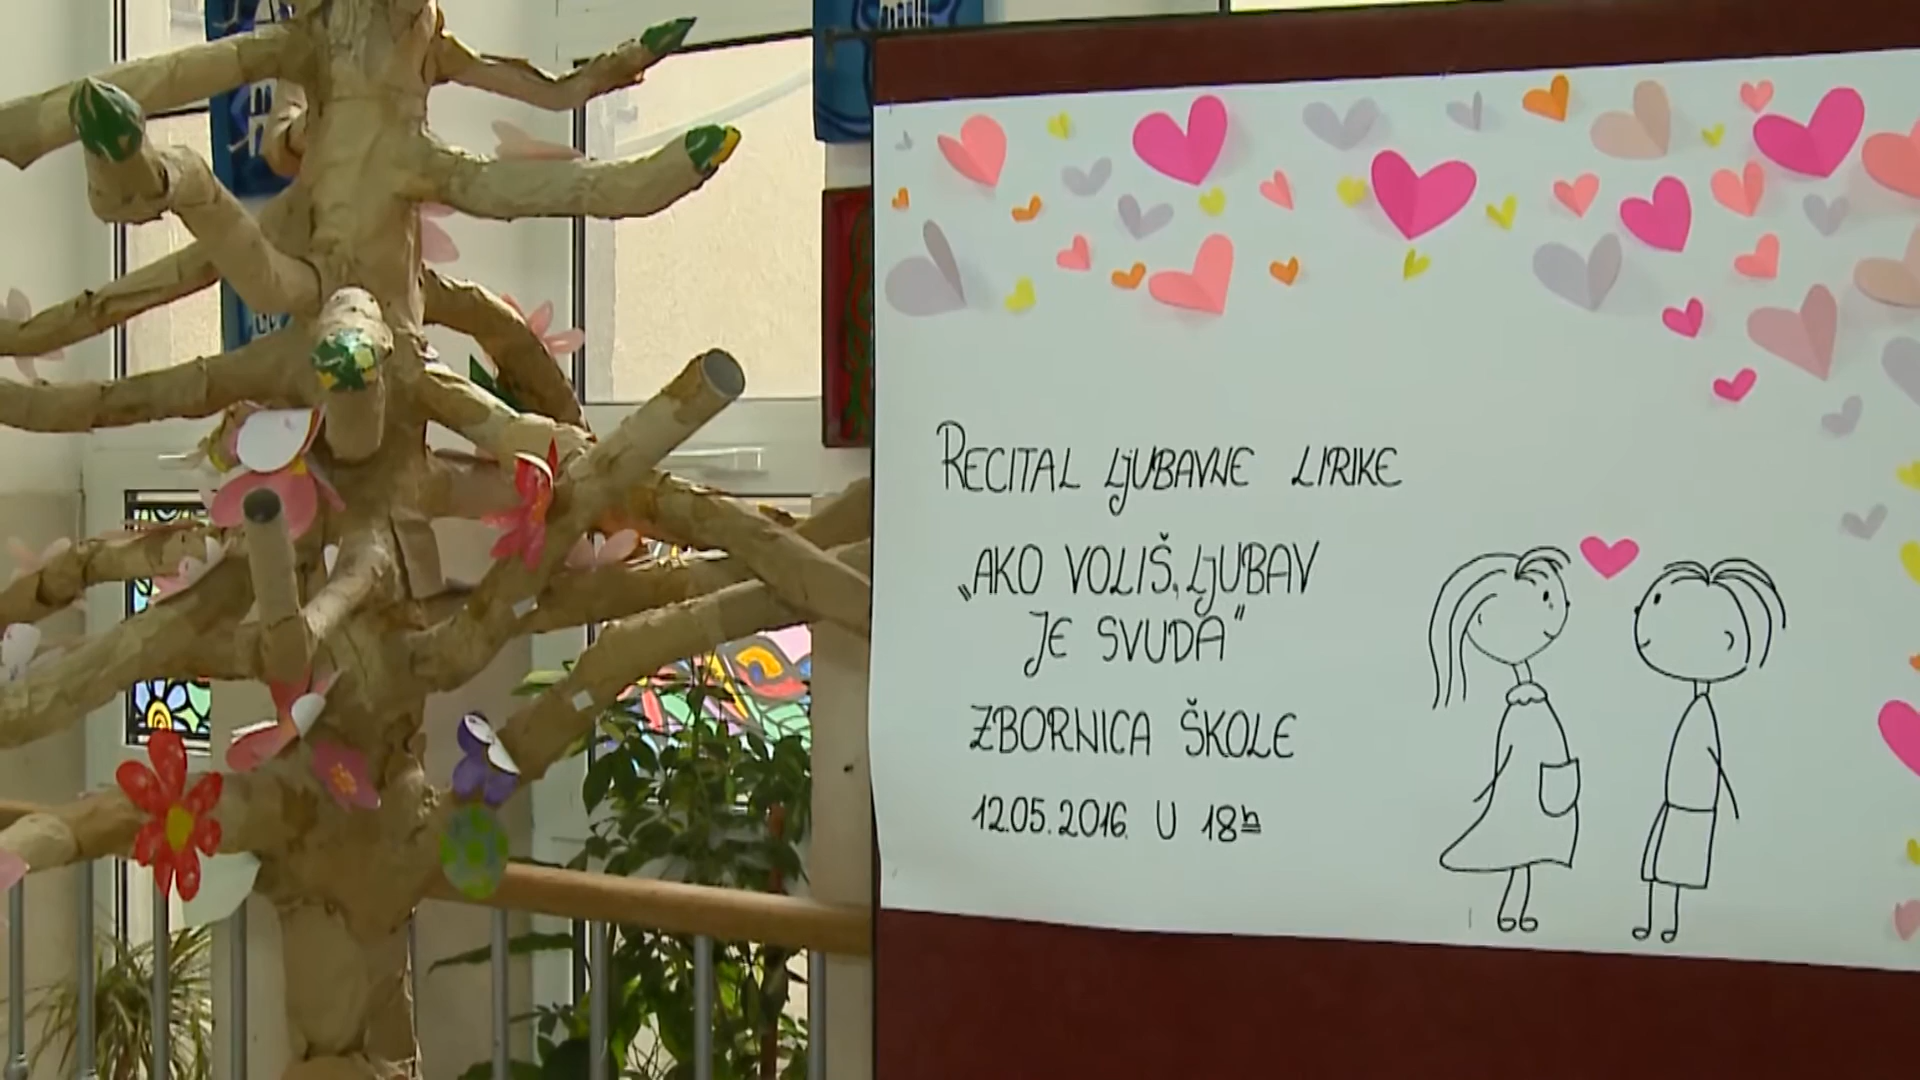 RECITAL LJUBAVNE LIRIKE
„AKO VOLIŠ, LJUBAV
JE SVUDA"
ZBORNICA ŠKOLE
12.05.2016. U 18h